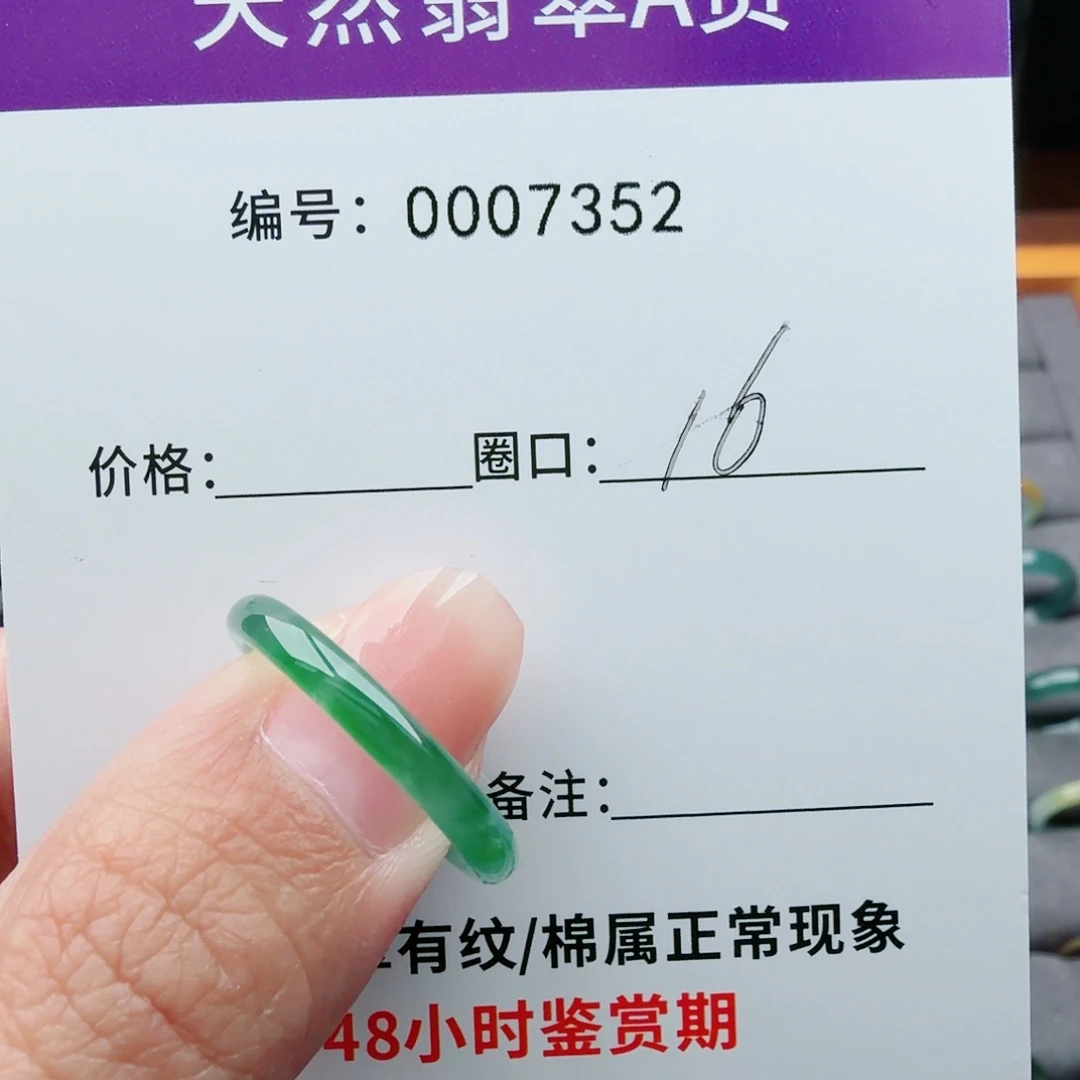 天然翡翠A货
编号：0007352
价格：
圈口：16
备注：
有纹/棉属正常现象
48小时鉴赏期